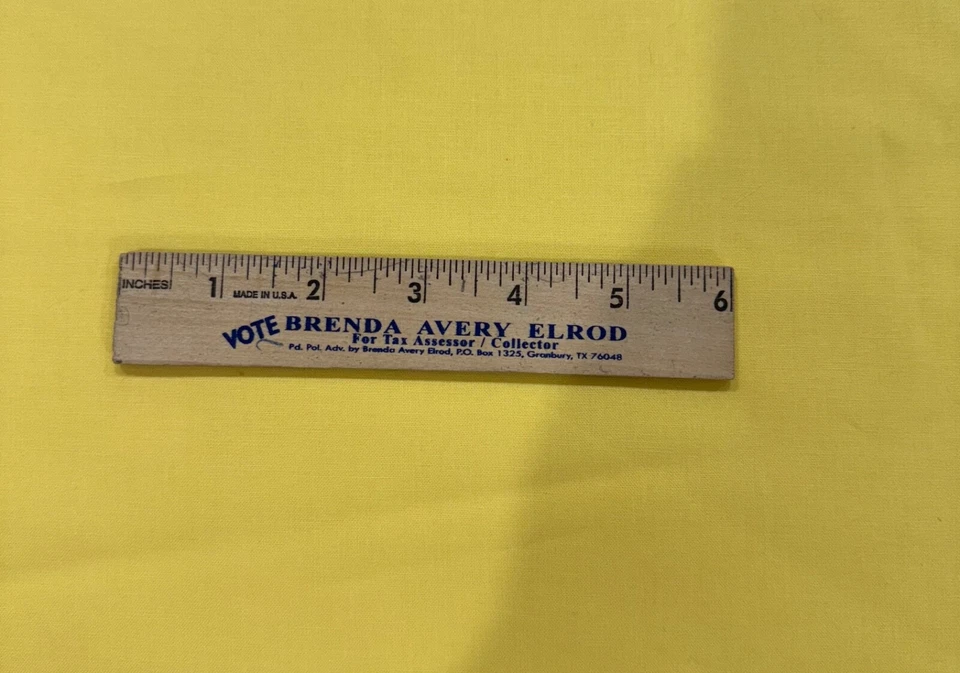 INCHES 1 2 3 4 5 6
MADE IN U.S.A.
VOTE BRENDA AVERY ELROD
For Tax Assessor / Collector
Pd. Pol. Adv. by Brenda Avery Elrod, P.O. Box 1325, Granbury, TX 76048